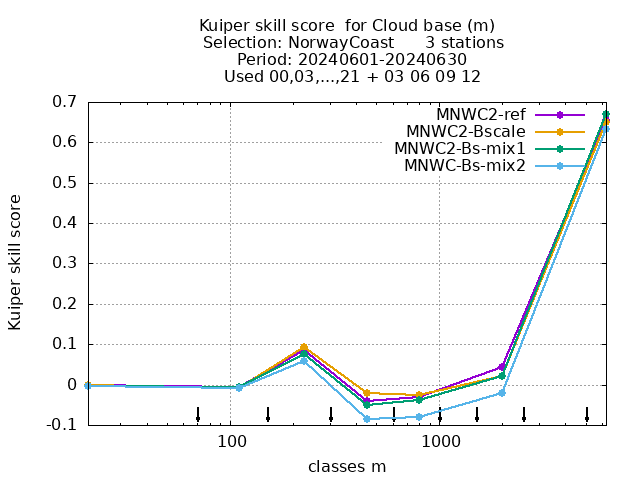 Kuiper skill score  for Cloud base (m)
Selection: NorwayCoast      3 stations
Period: 20240601-20240630
Used 00,03,...,21 + 03 06 09 12
MNWC2-ref
MNWC2-Bscale
MNWC2-Bs-mix1
MNWC-Bs-mix2
Kuiper skill score
0.7
0.6
0.5
0.4
0.3
0.2
0.1
0
-0.1
100
1000
classes m